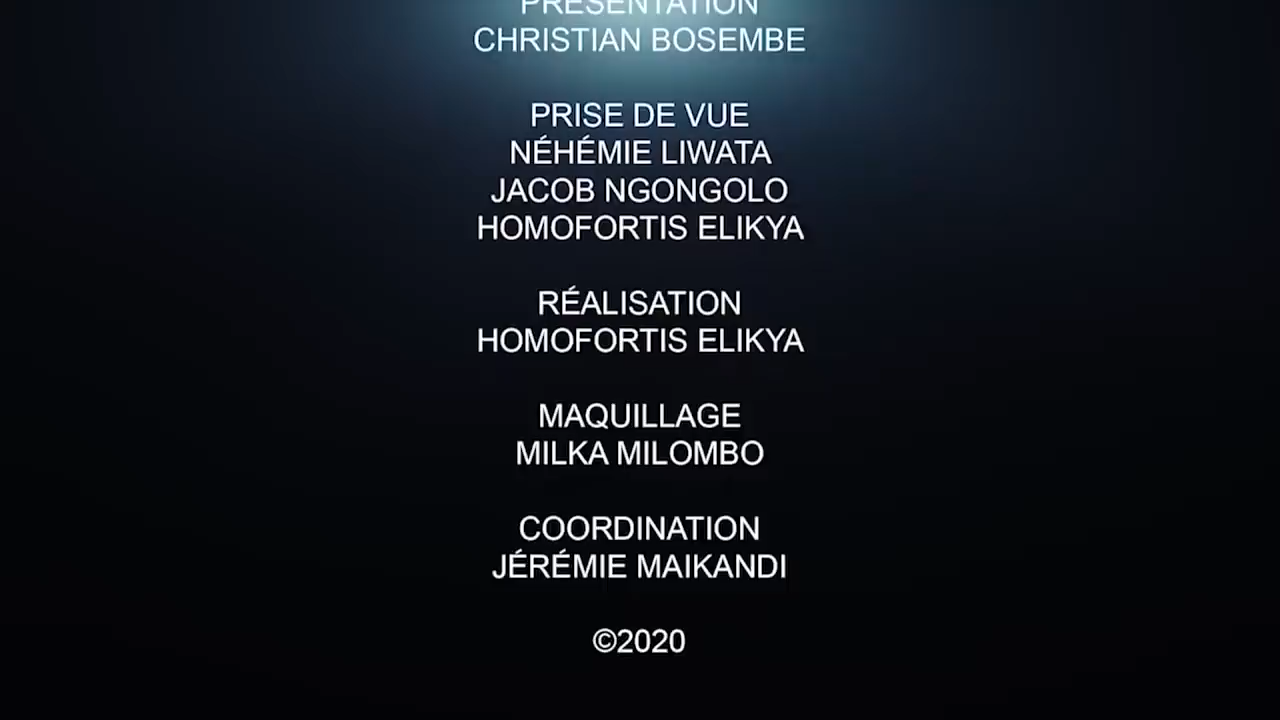 PRÉSENTATION
CHRISTIAN BOSEMBE
PRISE DE VUE
NÉHÉMIE LIWATA
JACOB NGONGOLO
HOMOFORTIS ELIKYA
RÉALISATION
HOMOFORTIS ELIKYA
MAQUILLAGE
MILKA MILOMBO
COORDINATION
JÉRÉMIE MAIKANDI
©2020